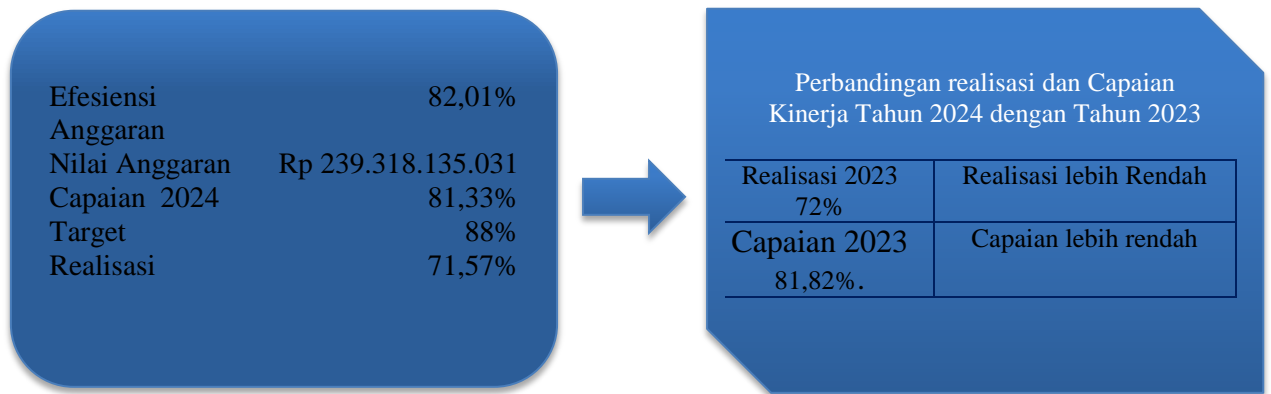 Efesiensi 82,01%
Anggaran
Nilai Anggaran Rp 239.318.135.031
Capaian 2024 81,33%
Target 88%
Realisasi 71,57%
Perbandingan realisasi dan Capaian
Kinerja Tahun 2024 dengan Tahun 2023
Realisasi 2023 Realisasi lebih Rendah
72%
Capaian 2023 Capaian lebih rendah
81,82%.